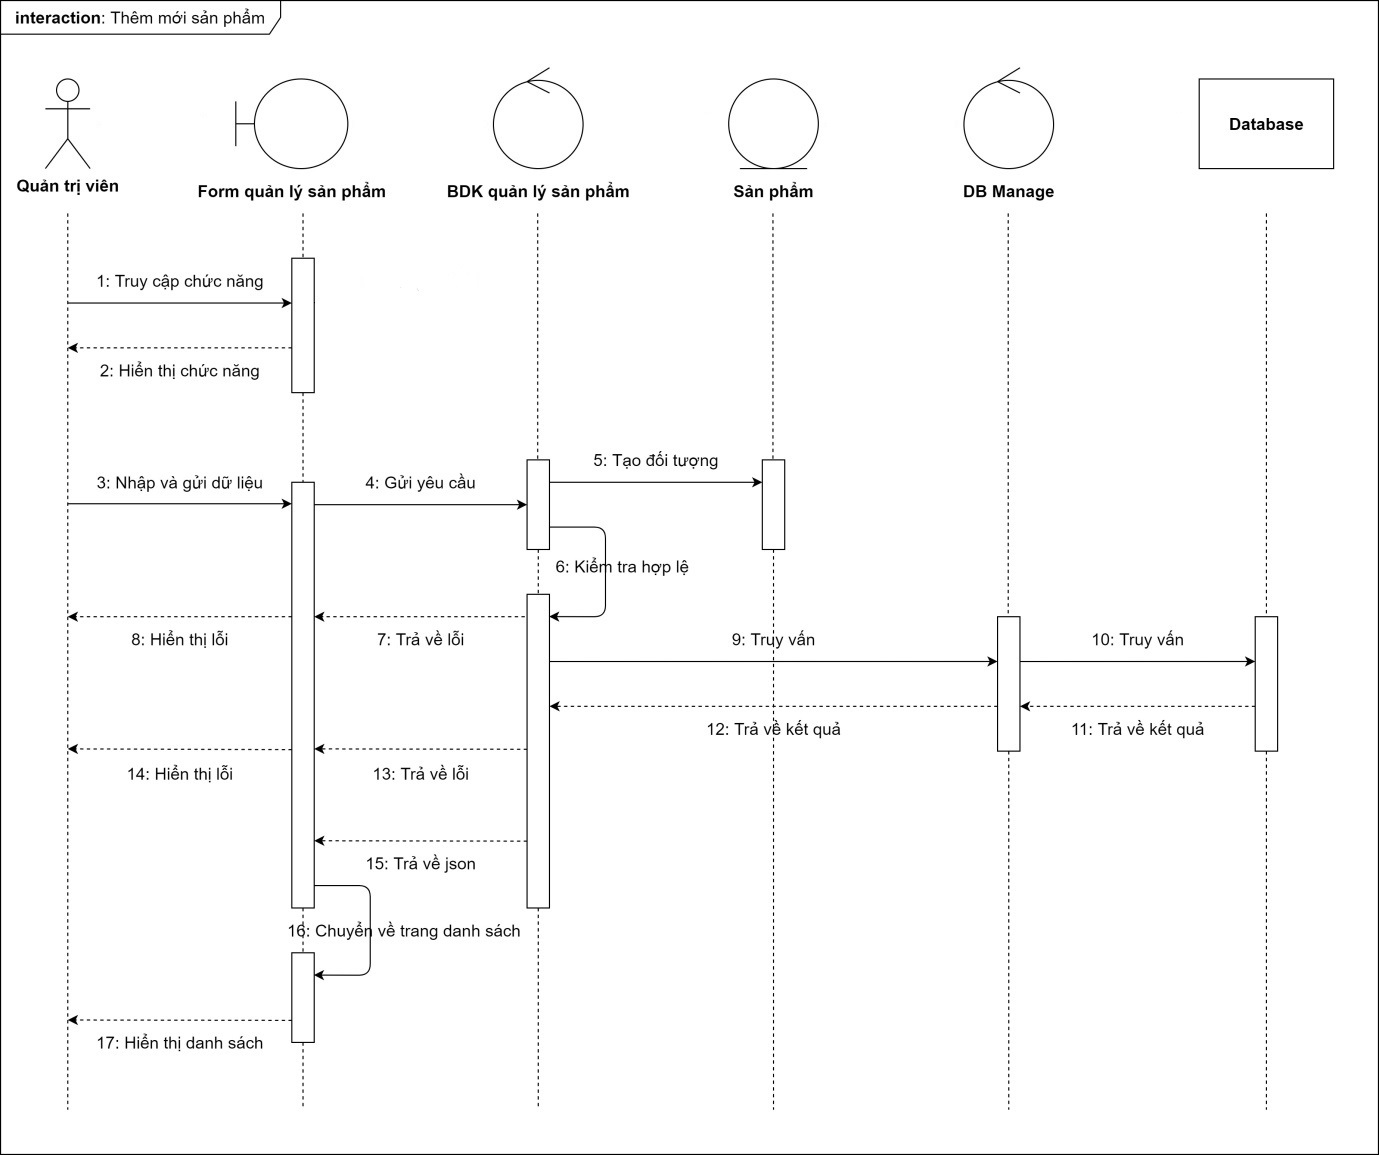 interaction: Thêm mới sản phẩm
Database
Quản trị viên
Form quản lý sản phẩm
BDK quản lý sản phẩm
Sản phẩm
DB Manage
1: Truy cập chức năng
2: Hiển thị chức năng
5: Tạo đối tượng
3: Nhập và gửi dữ liệu
4: Gửi yêu cầu
6: Kiểm tra hợp lệ
8: Hiển thị lỗi
7: Trả về lỗi
9: Truy vấn
10: Truy vấn
12: Trả về kết quả
11: Trả về kết quả
14: Hiển thị lỗi
13: Trả về lỗi
15: Trả về json
16: Chuyển về trang danh sách
17: Hiển thị danh sách